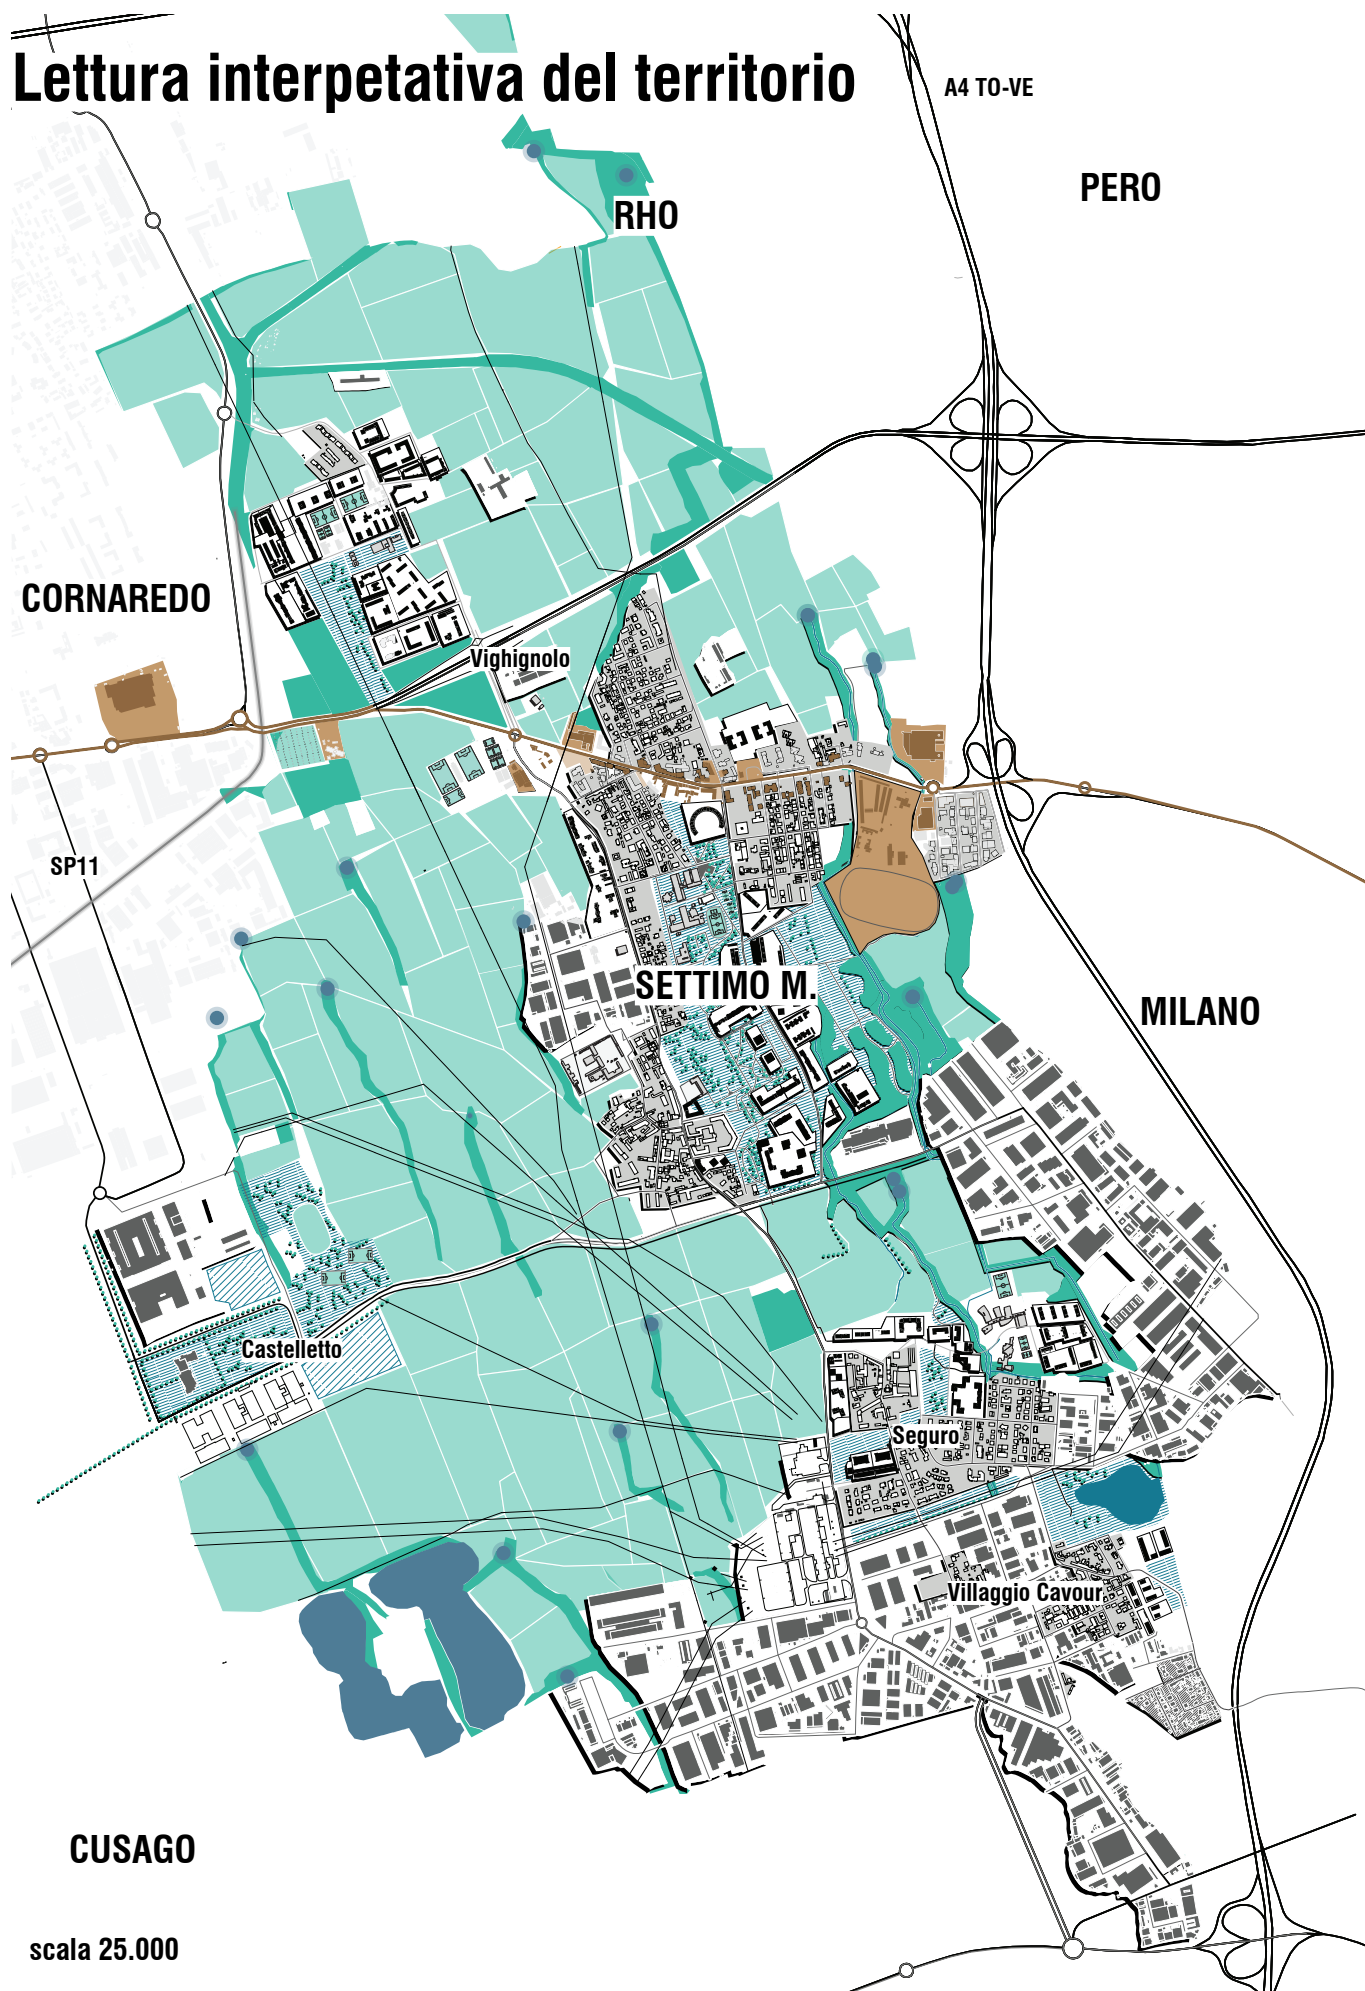 Lettura interpetativa del territorio
A4 TO-VE
PERO
RHO
CORNAREDO
Vighignolo
SP11
SETTIMO M.
MILANO
Castelletto
Seguro
Villaggio Cavour
CUSAGO
scala 25.000